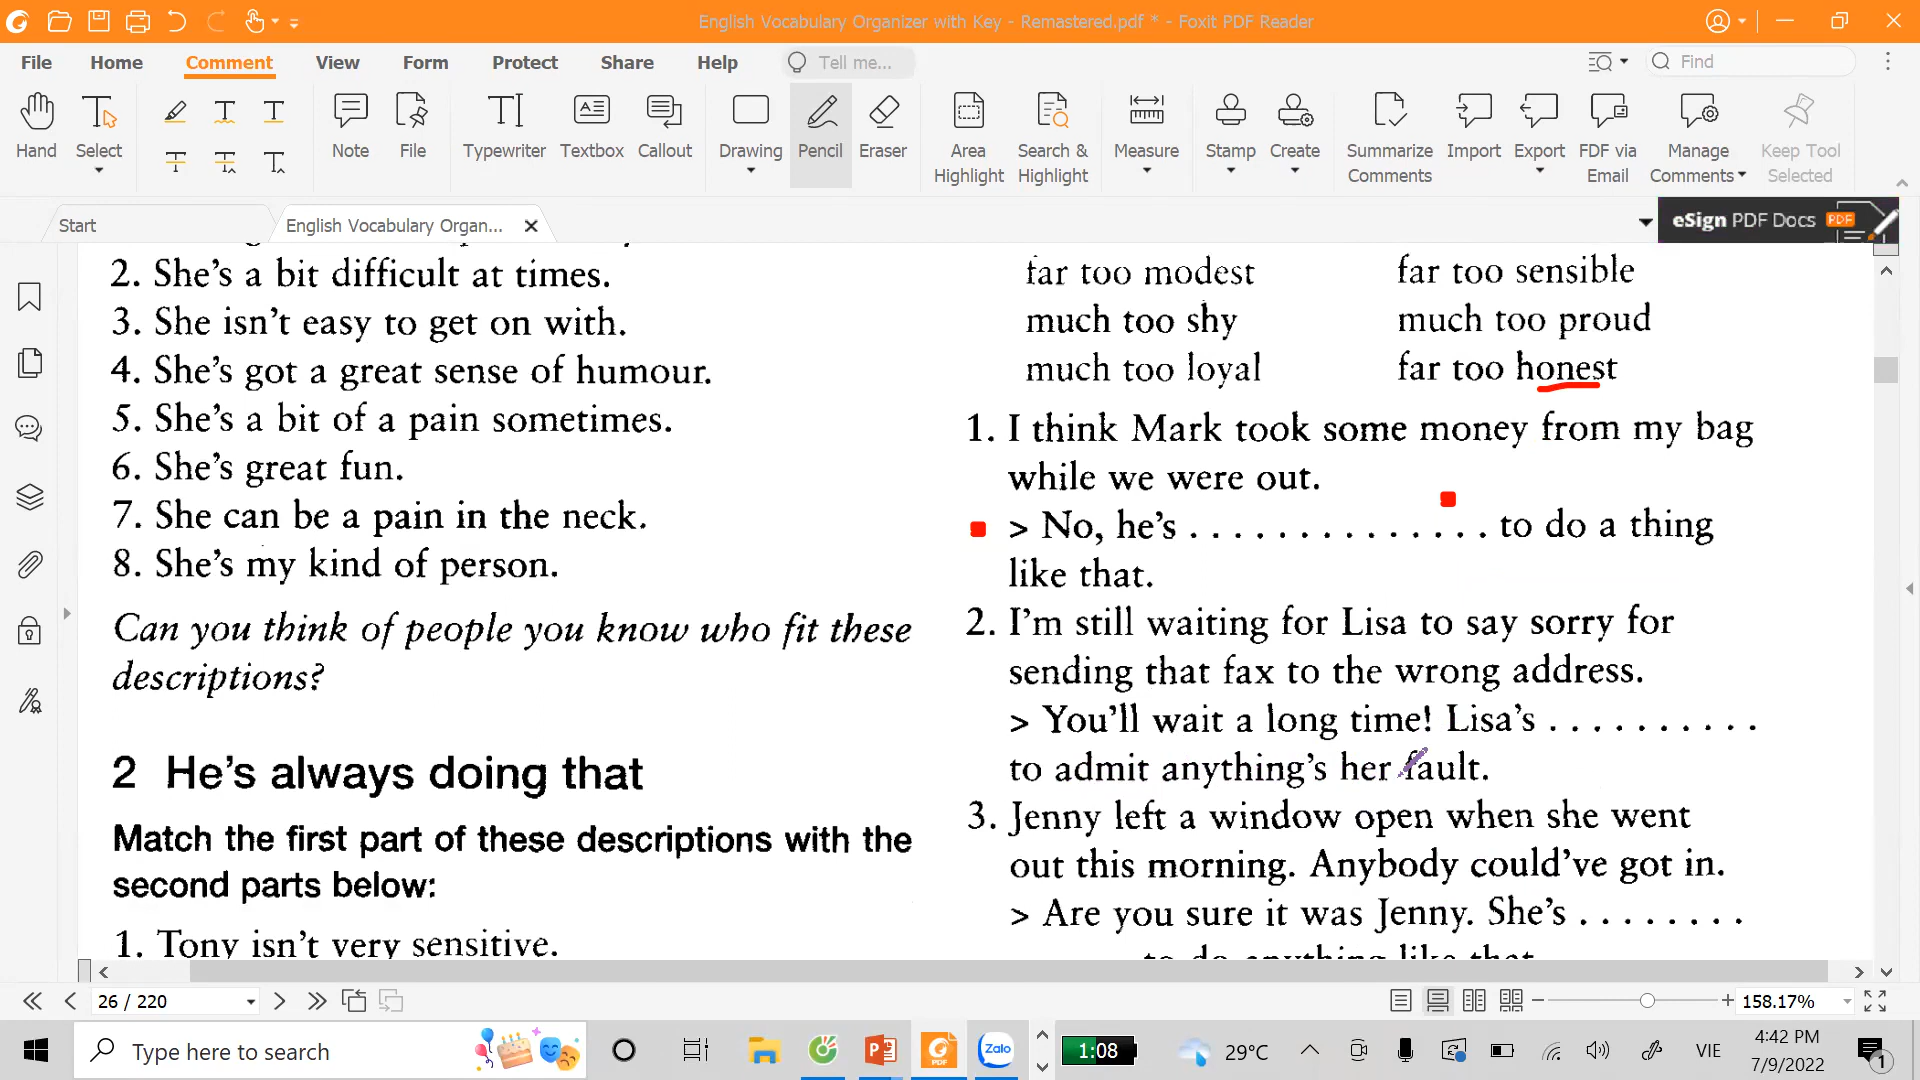 English Vocabulary Organizer with Key - Remastered.pdf * - Foxit PDF Reader
File Home Comment View Form Protect Share Help Tell me... Find
Hand Select Note File Typewriter Textbox Callout Drawing Pencil Eraser Area Highlight Search & Highlight Measure Stamp Create Summarize Comments Import Export FDF via Email Manage Comments Keep Tool Selected
Start English Vocabulary Organ... eSign PDF Docs PDF
2. She's a bit difficult at times.
3. She isn't easy to get on with.
4. She's got a great sense of humour.
5. She's a bit of a pain sometimes.
6. She's great fun.
7. She can be a pain in the neck.
8. She's my kind of person.
Can you think of people you know who fit these
descriptions?
2 He's always doing that
Match the first part of these descriptions with the
second parts below:
1. Tony isn't very sensitive.
far too modest far too sensible
much too shy much too proud
much too loyal far too honest
1. I think Mark took some money from my bag
while we were out.
> No, he's . . . . . . . . . . . . . . to do a thing
like that.
2. I'm still waiting for Lisa to say sorry for
sending that fax to the wrong address.
> You'll wait a long time! Lisa's . . . . . . . . . .
to admit anything's her fault.
3. Jenny left a window open when she went
out this morning. Anybody could've got in.
> Are you sure it was Jenny. She's . . . . . . . .
to do anything like that
26 / 220 158.17%
Type here to search Zalo 1:08 29°C VIE 4:42 PM
7/9/2022 1